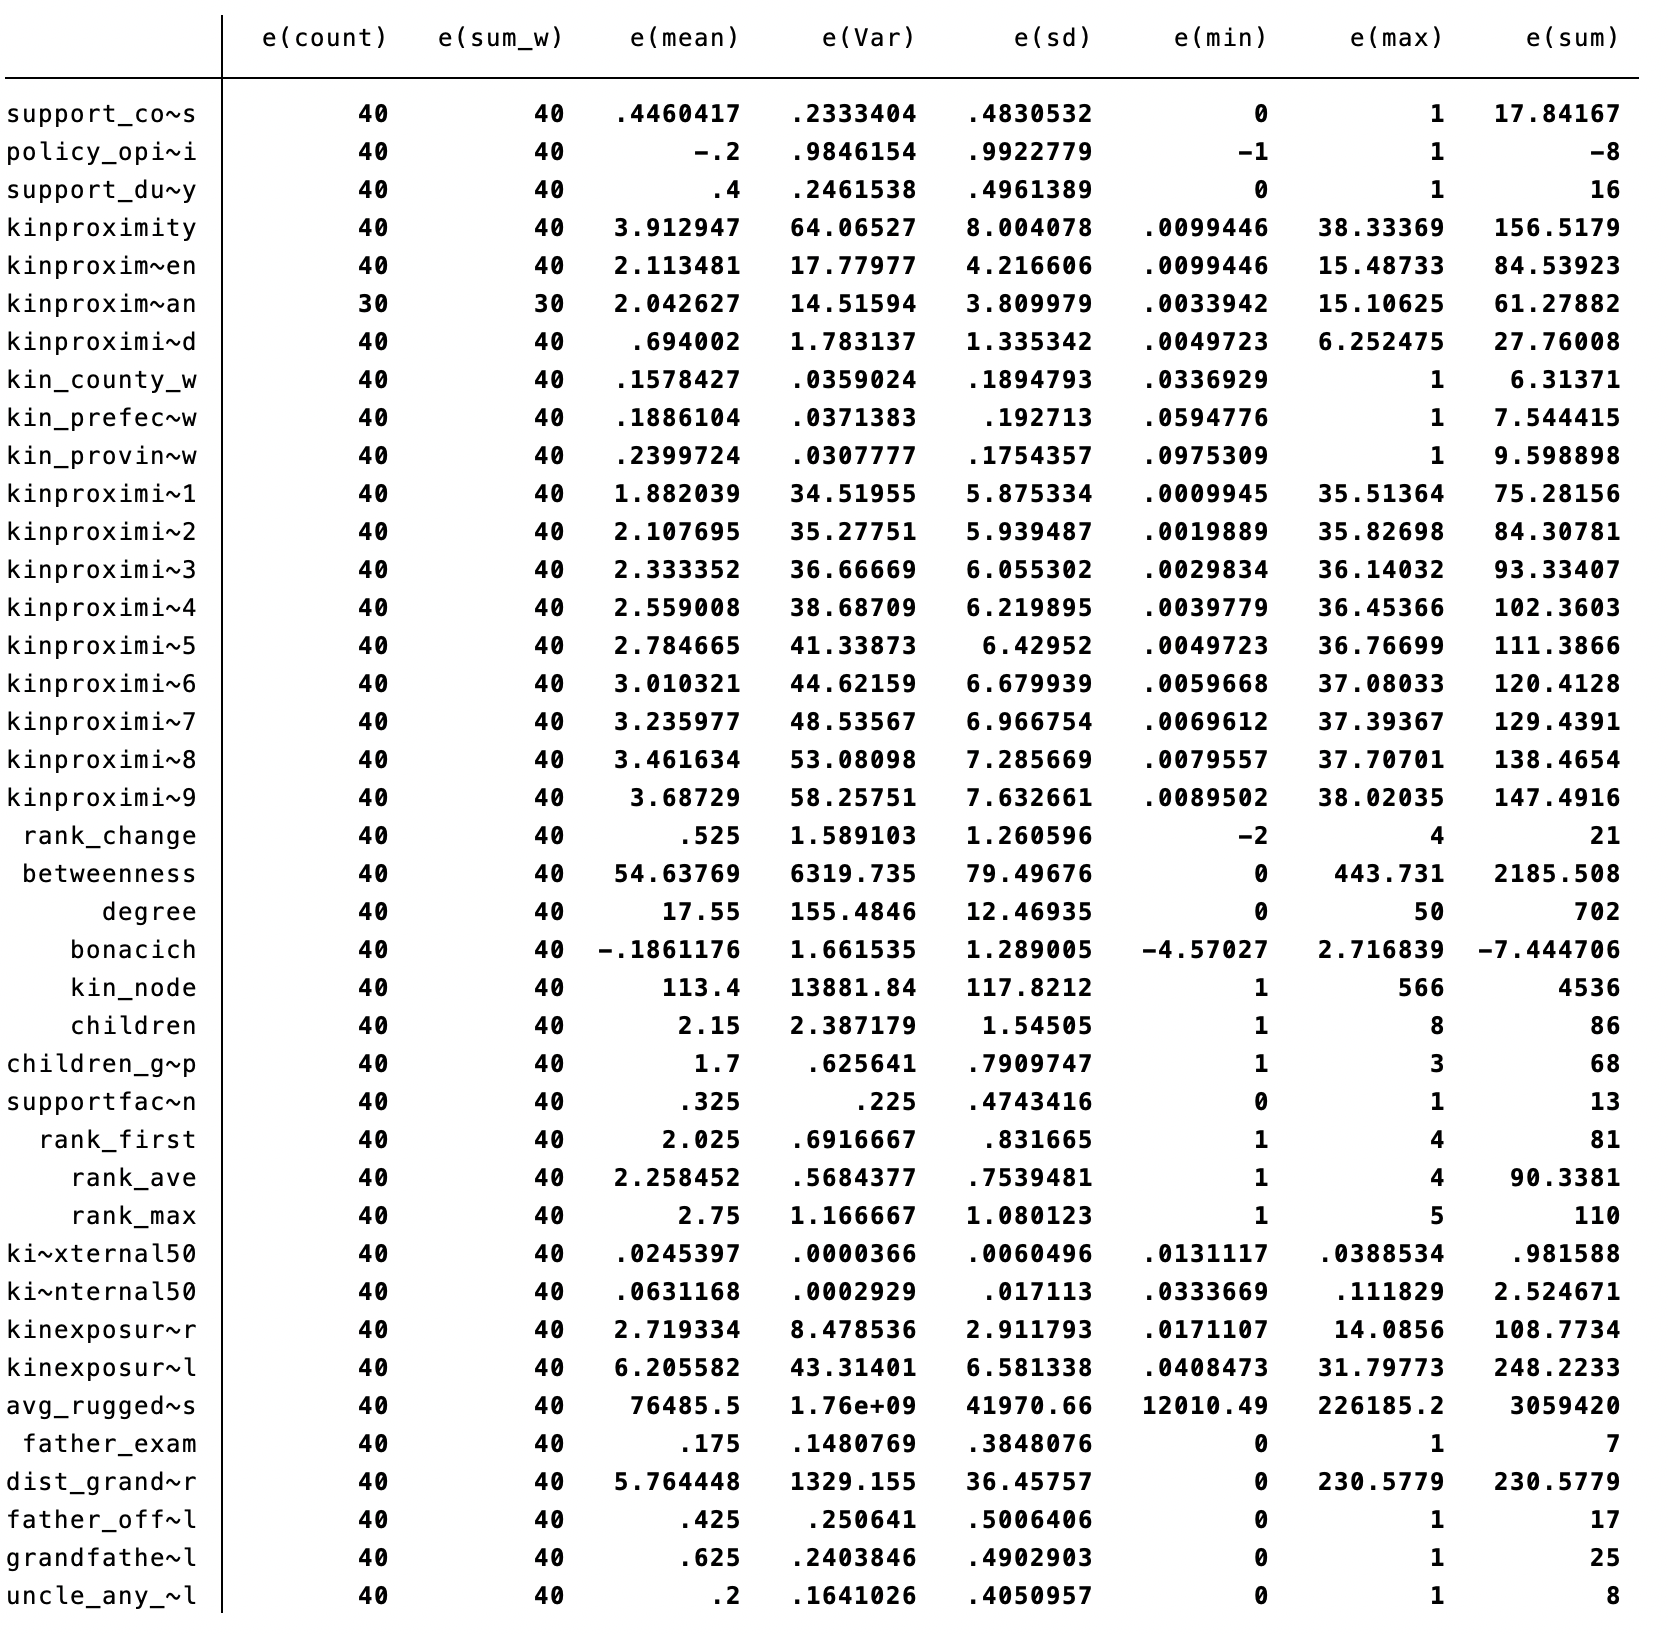 e(count) e(sum_w) e(mean) e(Var) e(sd) e(min) e(max) e(sum)
support_co~s 40 40 .4460417 .2333404 .4830532 0 1 17.84167
policy_opi~i 40 40 -.2 .9846154 .9922779 -1 1 -8
support_du~y 40 40 .4 .2461538 .4961389 0 1 16
kinproximity 40 40 3.912947 64.06527 8.004078 .0099446 38.33369 156.5179
kinproxim~en 40 40 2.113481 17.77977 4.216606 .0099446 15.48733 84.53923
kinproxim~an 30 30 2.042627 14.51594 3.809979 .0033942 15.10625 61.27882
kinproximi~d 40 40 .694002 1.783137 1.335342 .0049723 6.252475 27.76008
kin_county_w 40 40 .1578427 .0359024 .1894793 .0336929 1 6.31371
kin_prefec~w 40 40 .1886104 .0371383 .192713 .0594776 1 7.544415
kin_provin~w 40 40 .2399724 .0307777 .1754357 .0975309 1 9.598898
kinproximi~1 40 40 1.882039 34.51955 5.875334 .0009945 35.51364 75.28156
kinproximi~2 40 40 2.107695 35.27751 5.939487 .0019889 35.82698 84.30781
kinproximi~3 40 40 2.333352 36.66669 6.055302 .0029834 36.14032 93.33407
kinproximi~4 40 40 2.559008 38.68709 6.219895 .0039779 36.45366 102.3603
kinproximi~5 40 40 2.784665 41.33873 6.42952 .0049723 36.76699 111.3866
kinproximi~6 40 40 3.010321 44.62159 6.679939 .0059668 37.08033 120.4128
kinproximi~7 40 40 3.235977 48.53567 6.966754 .0069612 37.39367 129.4391
kinproximi~8 40 40 3.461634 53.08098 7.285669 .0079557 37.70701 138.4654
kinproximi~9 40 40 3.68729 58.25751 7.632661 .0089502 38.02035 147.4916
rank_change 40 40 .525 1.589103 1.260596 -2 4 21
betweenness 40 40 54.63769 6319.735 79.49676 0 443.731 2185.508
degree 40 40 17.55 155.4846 12.46935 0 50 702
bonacich 40 40 -.1861176 1.661535 1.289005 -4.57027 2.716839 -7.444706
kin_node 40 40 113.4 13881.84 117.8212 1 566 4536
children 40 40 2.15 2.387179 1.54505 1 8 86
children_g~p 40 40 1.7 .625641 .7909747 1 3 68
supportfac~n 40 40 .325 .225 .4743416 0 1 13
rank_first 40 40 2.025 .6916667 .831665 1 4 81
rank_ave 40 40 2.258452 .5684377 .7539481 1 4 90.3381
rank_max 40 40 2.75 1.166667 1.080123 1 5 110
ki~xternal50 40 40 .0245397 .0000366 .0060496 .0131117 .0388534 .981588
ki~nternal50 40 40 .0631168 .0002929 .017113 .0333669 .111829 2.524671
kinexposur~r 40 40 2.719334 8.478536 2.911793 .0171107 14.0856 108.7734
kinexposur~l 40 40 6.205582 43.31401 6.581338 .0408473 31.79773 248.2233
avg_rugged~s 40 40 76485.5 1.76e+09 41970.66 12010.49 226185.2 3059420
father_exam 40 40 .175 .1480769 .3848076 0 1 7
dist_grand~r 40 40 5.764448 1329.155 36.45757 0 230.5779 230.5779
father_off~l 40 40 .425 .250641 .5006406 0 1 17
grandfathe~l 40 40 .625 .2403846 .4902903 0 1 25
uncle_any_~l 40 40 .2 .1641026 .4050957 0 1 8